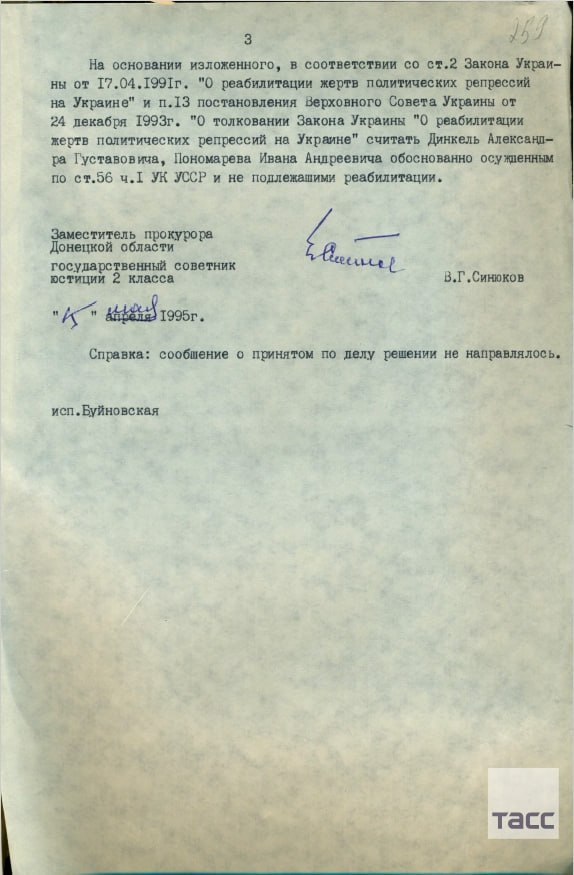 3
259
На основании изложенного, в соответствии со ст.2 Закона Украи-
ны от 17.04.1991г. "О реабилитации жертв политических репрессий
на Украине" и п.13 постановления Верховного Совета Украины от
24 декабря 1993г. "О толковании Закона Украины "О реабилитации
жертв политических репрессий на Украине" считать Динкель Александ-
ра Густавовича, Пономарева Ивана Андреевича обоснованно осужденным
по ст.56 ч.I УК УССР и не подлежашими реабилитации.
Заместитель прокурора
Донецкой области
государственный советник
юстиции 2 класса
В.Г.Синюков
" " апреля мая 1995г.
Справка: сообшение о принятом по делу решении не направлялось.
исп.Буйновская
ТАСС